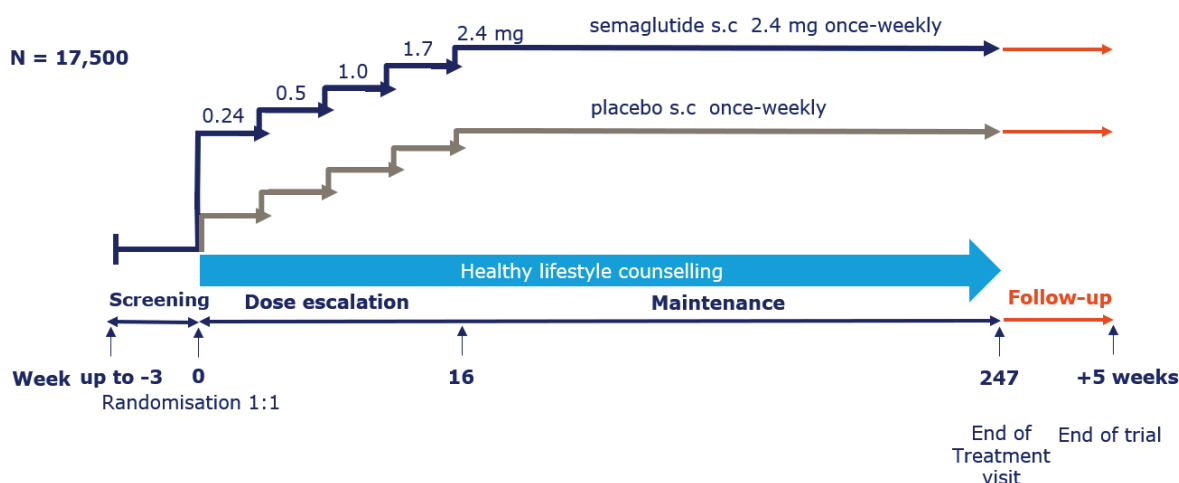 N = 17,500
0.24
0.5
1.0
1.7
2.4 mg
semaglutide s.c 2.4 mg once-weekly
placebo s.c once-weekly
Healthy lifestyle counselling
Screening
Dose escalation
Maintenance
Follow-up
Week up to -3 0 16 247 +5 weeks
Randomisation 1:1
End of
Treatment
visit
End of trial